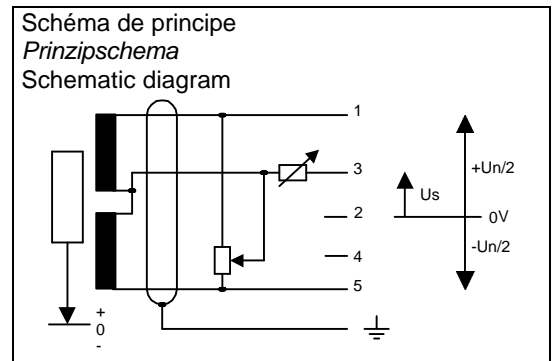 Schéma de principe
Prinzipschema
Schematic diagram
1
3
+Un/2
Us
2
0V
-Un/2
4
5
+
0
-